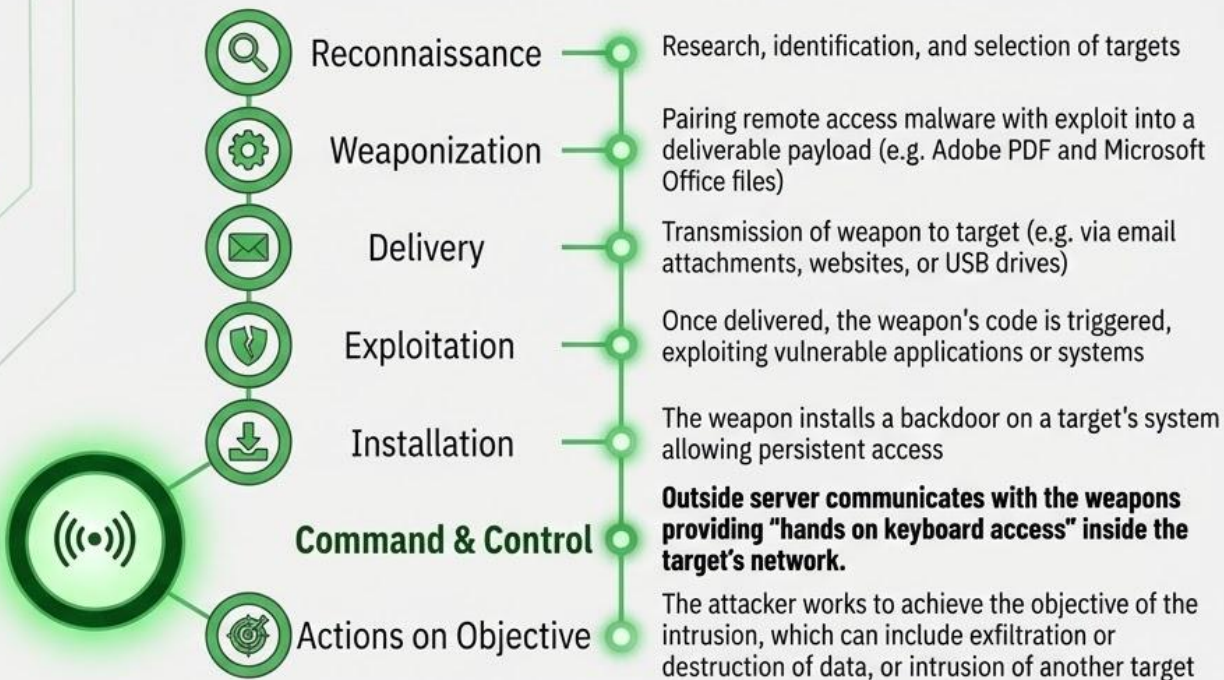 Reconnaissance
Research, identification, and selection of targets
Weaponization
Pairing remote access malware with exploit into a
deliverable payload (e.g. Adobe PDF and Microsoft
Office files)
Delivery
Transmission of weapon to target (e.g. via email
attachments, websites, or USB drives)
Exploitation
Once delivered, the weapon's code is triggered,
exploiting vulnerable applications or systems
Installation
The weapon installs a backdoor on a target's system
allowing persistent access
Command & Control
Outside server communicates with the weapons
providing "hands on keyboard access" inside the
target's network.
Actions on Objective
The attacker works to achieve the objective of the
intrusion, which can include exfiltration or
destruction of data, or intrusion of another target